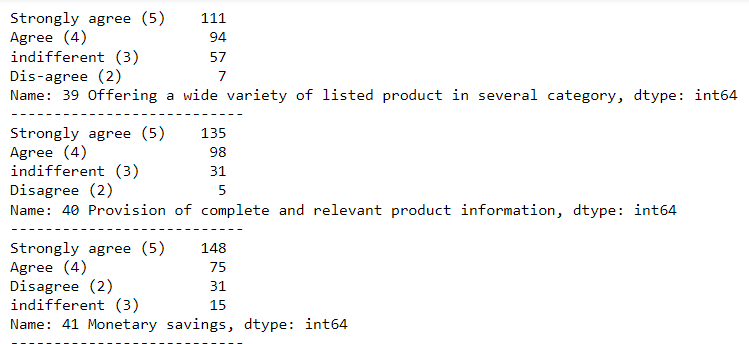 Strongly agree (5)    111
Agree (4)              94
indifferent (3)        57
Dis-agree (2)           7
Name: 39 Offering a wide variety of listed product in several category, dtype: int64
---------------------------
Strongly agree (5)    135
Agree (4)              98
indifferent (3)        31
Disagree (2)            5
Name: 40 Provision of complete and relevant product information, dtype: int64
---------------------------
Strongly agree (5)    148
Agree (4)              75
Disagree (2)           31
indifferent (3)        15
Name: 41 Monetary savings, dtype: int64
---------------------------